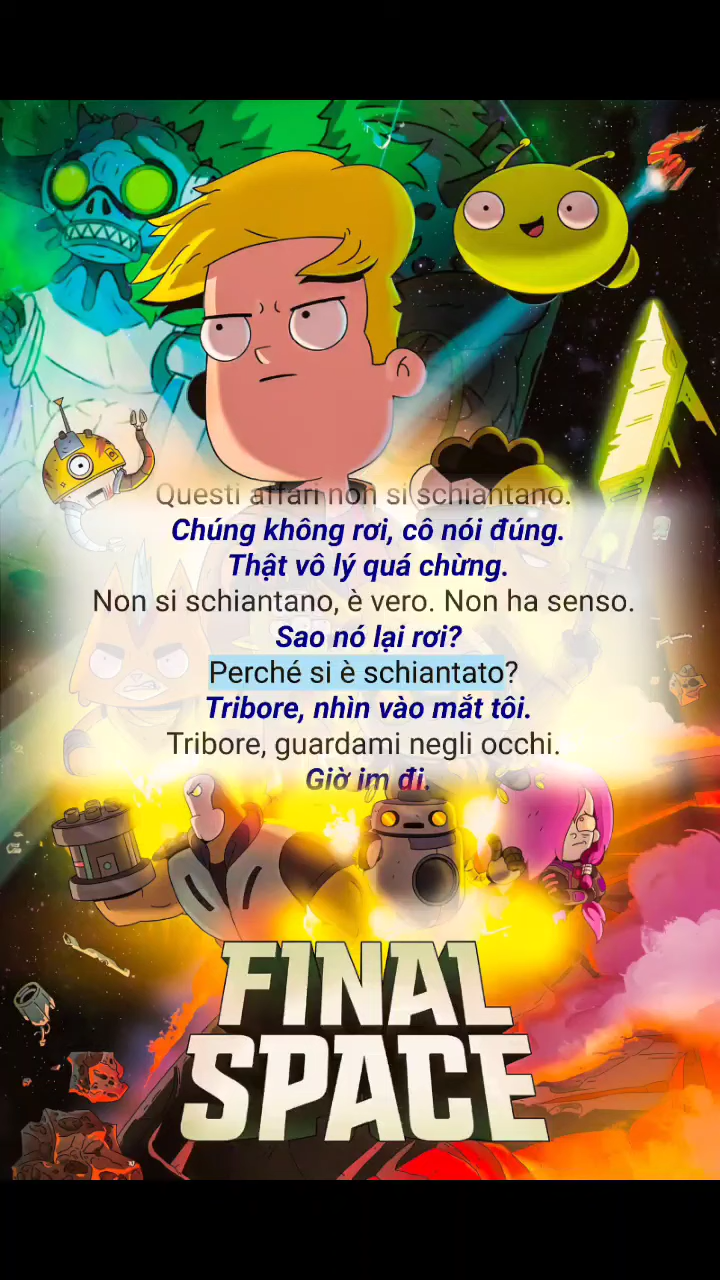 Questi affari non si schiantano.
Chúng không rơi, cô nói đúng.
Thật vô lý quá chừng.
Non si schiantano, è vero. Non ha senso.
Sao nó lại rơi?
Perché si è schiantato?
Tribore, nhìn vào mắt tôi.
Tribore, guardami negli occhi.
Giờ im đi.
FINAL
SPACE